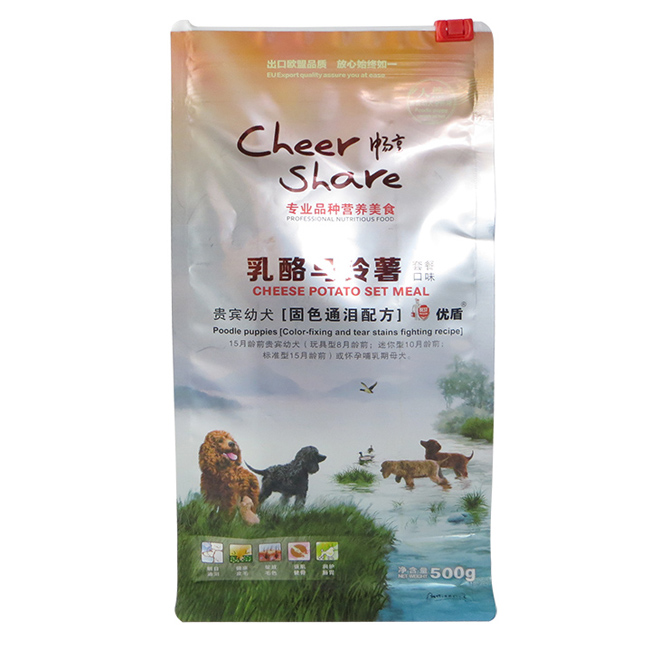 出口欧盟品质 放心始终如一
EU Export quality assure you at ease
Cheer 畅享
Share
专业品种营养美食
PROFESSIONAL NUTRITIOUS FOOD
乳酪马铃薯 套餐口味
CHEESE POTATO SET MEAL
贵宾幼犬 [固色通泪配方] 优盾®
Poodle puppies [Color-fixing and tear stains fighting recipe]
15月龄前贵宾幼犬（玩具型8月龄前；迷你型10月龄前；
标准型15月龄前）或怀孕哺乳期母犬。
净含量 500g
NET WEIGHT